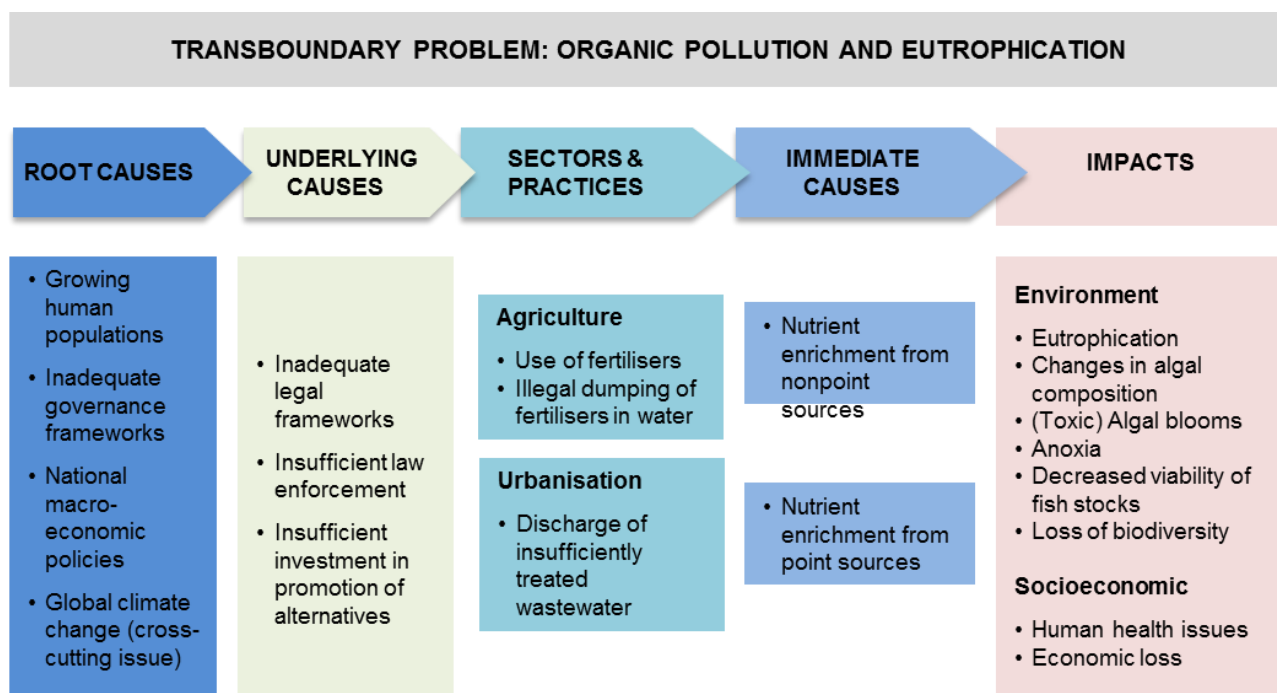 TRANSBOUNDARY PROBLEM: ORGANIC POLLUTION AND EUTROPHICATION
ROOT CAUSES
UNDERLYING
CAUSES
SECTORS &
PRACTICES
IMMEDIATE
CAUSES
IMPACTS
• Growing
human
populations
• Inadequate
governance
frameworks
• National
macro-
economic
policies
• Global climate
change (cross-
cutting issue)
• Inadequate
legal
frameworks
• Insufficient law
enforcement
• Insufficient
investment in
promotion of
alternatives
Agriculture
• Use of fertilisers
• Illegal dumping of
fertilisers in water
Urbanisation
• Discharge of
insufficiently
treated
wastewater
• Nutrient
enrichment from
nonpoint
sources
• Nutrient
enrichment from
point sources
Environment
• Eutrophication
• Changes in algal
composition
• (Toxic) Algal blooms
• Anoxia
• Decreased viability of
fish stocks
• Loss of biodiversity
Socioeconomic
• Human health issues
• Economic loss